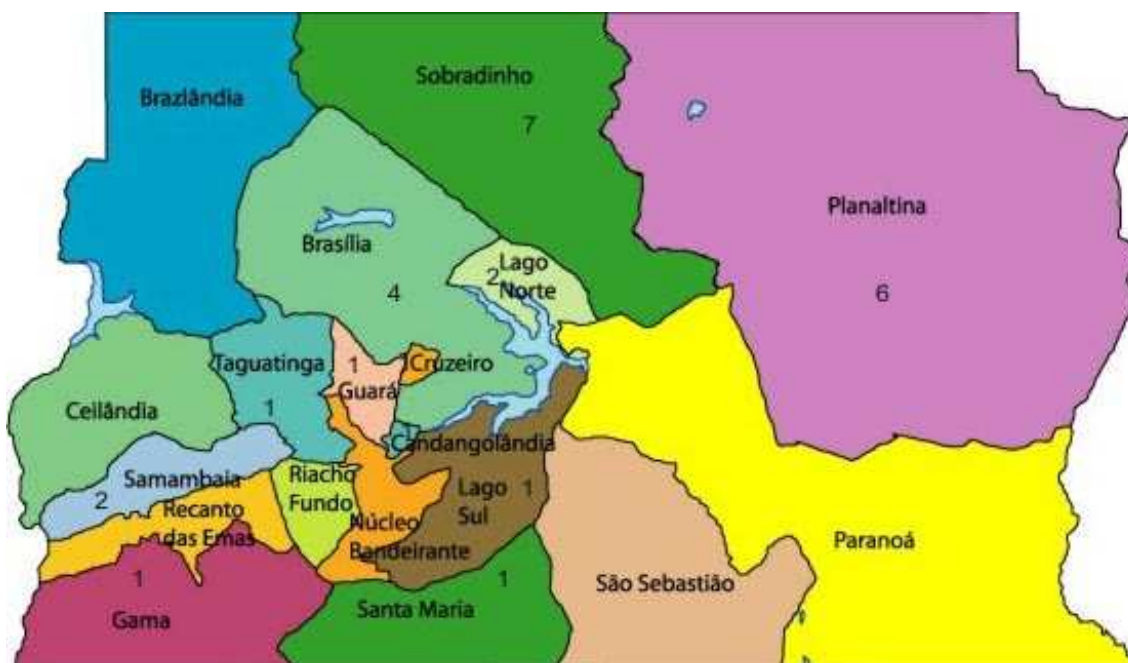 Sobradinho
Brazlândia
7
Planaltina
Brasília
Lago
2
Norte
4
6
Taguatinga
1
Cruzeiro
Guará
Ceilândia
1
1
Candangolândia
Samambaia
Riacho
Fundo
Lago
Sul
1
2
Recanto
das Emas
Núcleo
Bandeirante
Paranoá
1
1
São Sebastião
Gama
Santa Maria